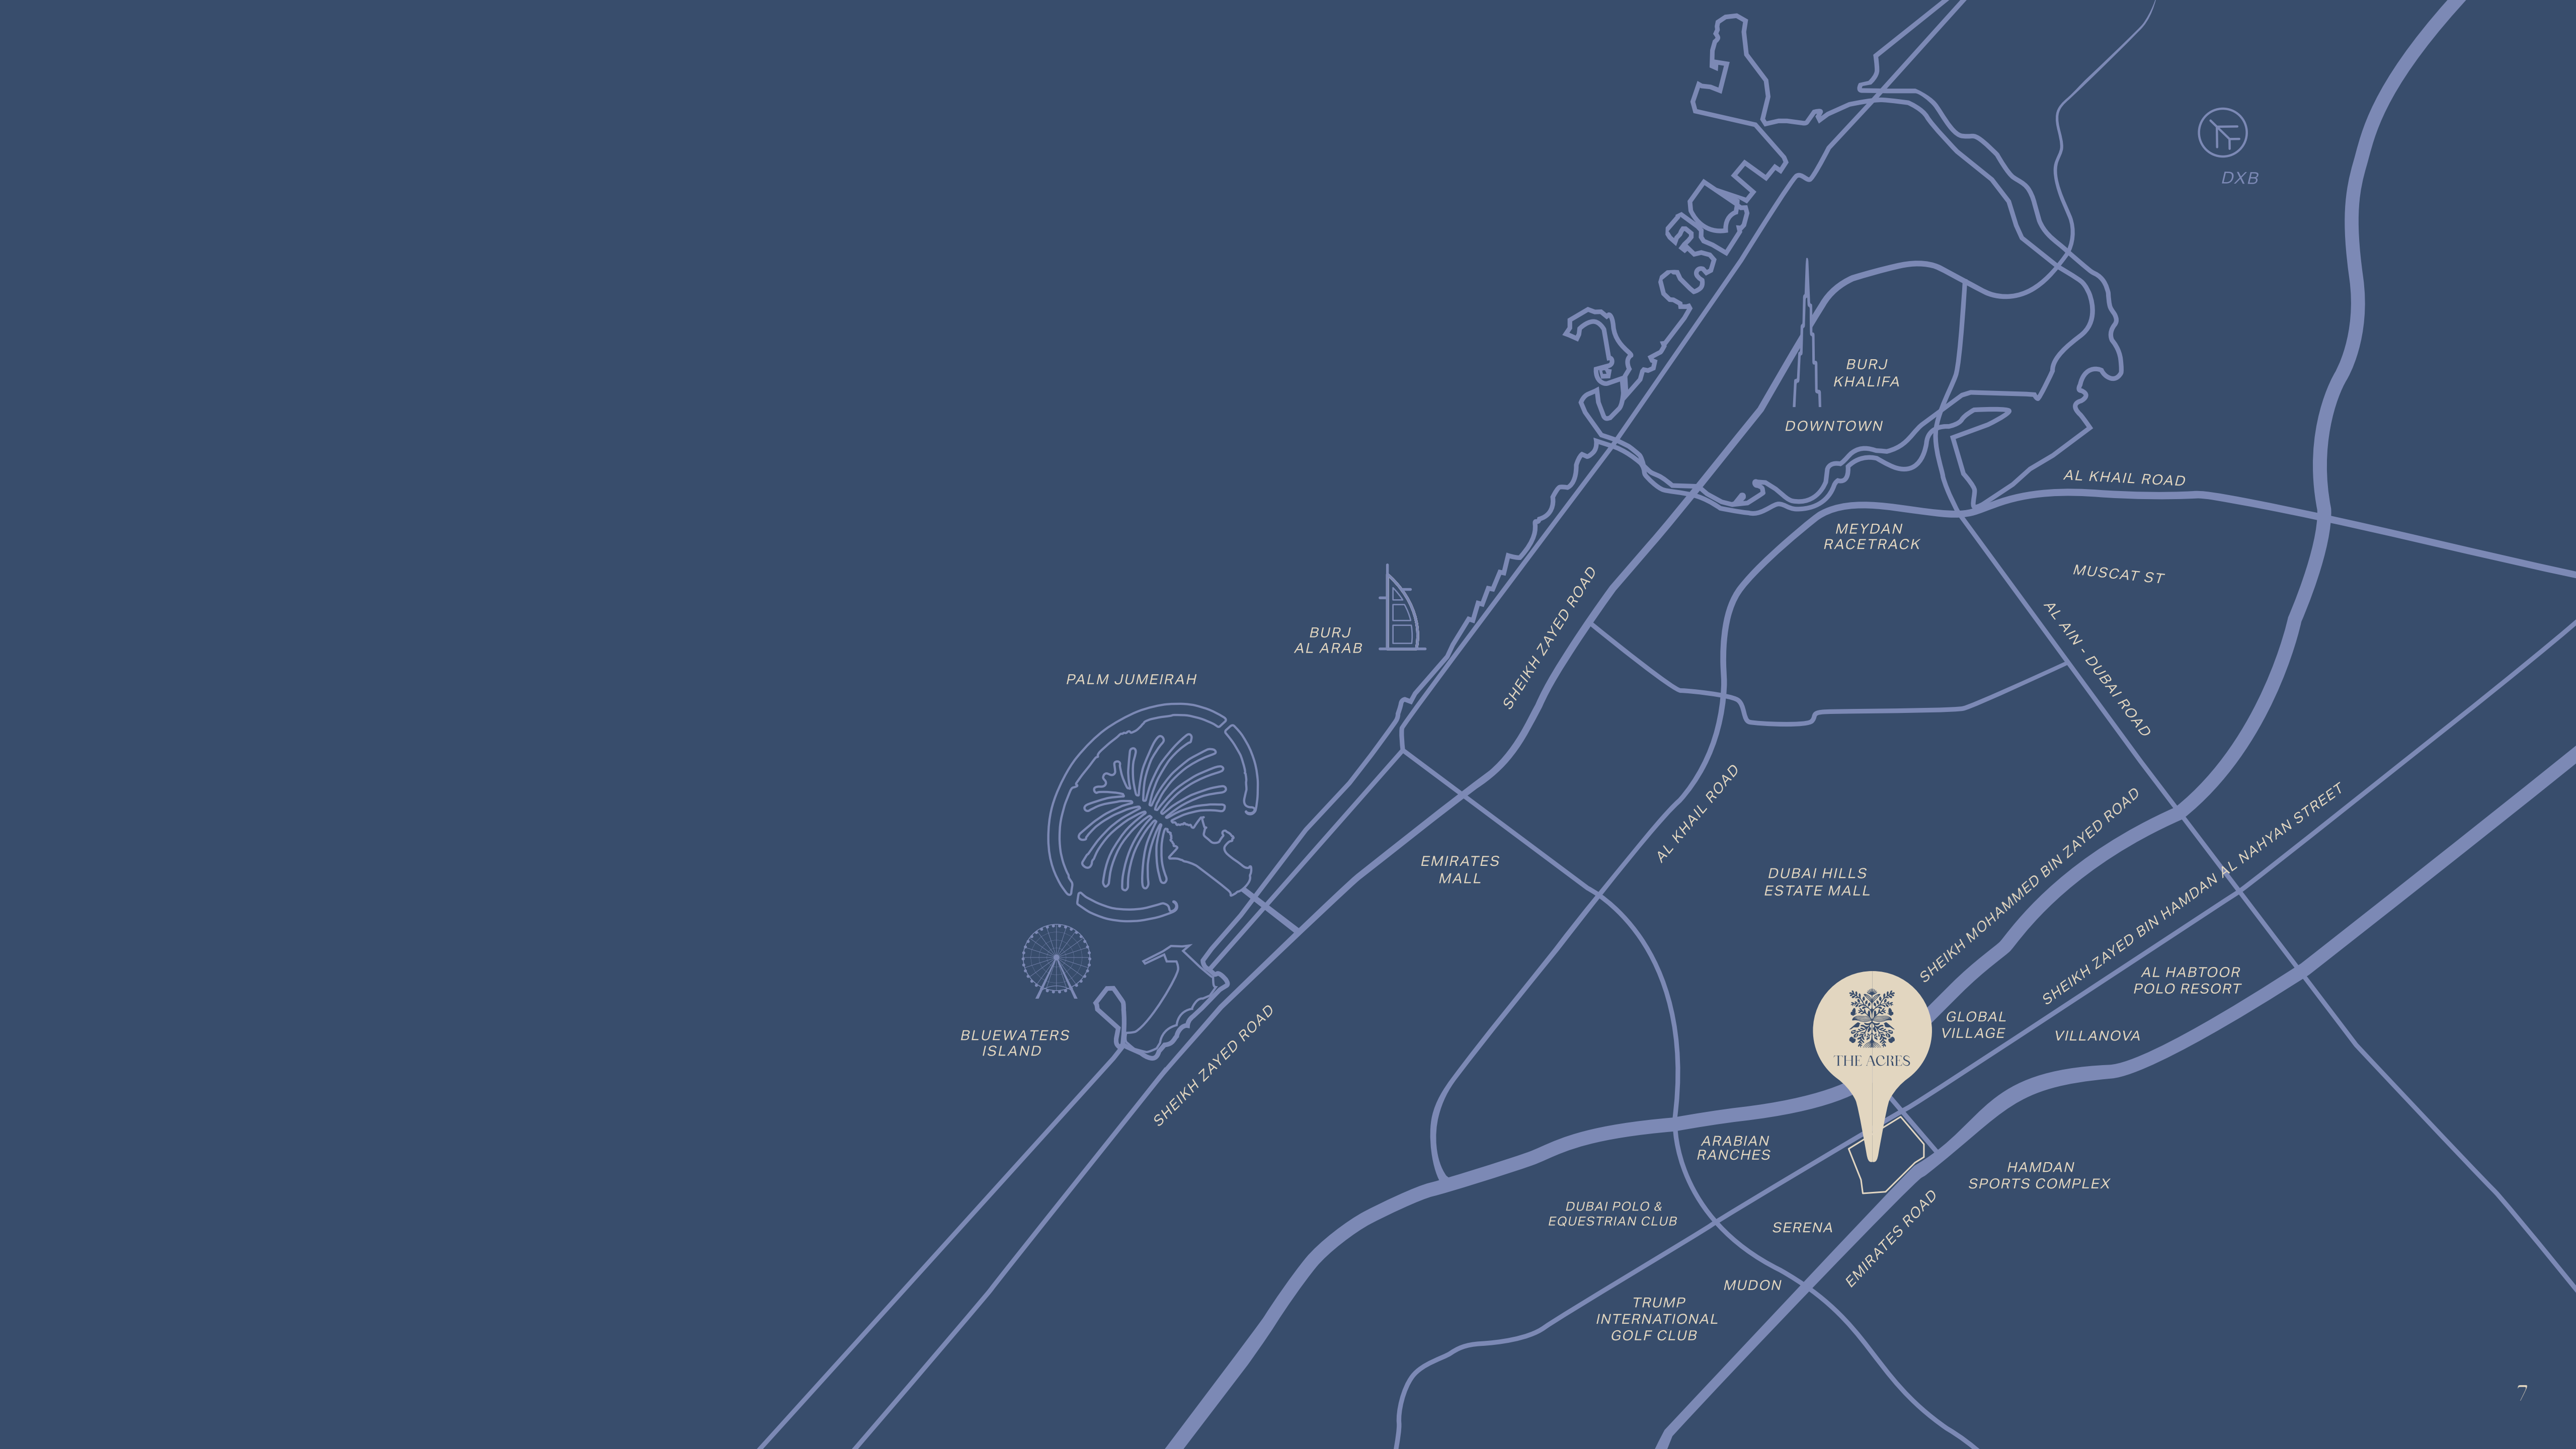 DXB
BURJ
KHALIFA
DOWNTOWN
AL KHAIL ROAD
MEYDAN
RACETRACK
MUSCAT ST
SHEIKH ZAYED ROAD
AL AIN - DUBAI ROAD
BURJ
AL ARAB
PALM JUMEIRAH
AL KHAIL ROAD
EMIRATES
MALL
DUBAI HILLS
ESTATE MALL
SHEIKH MOHAMMED BIN ZAYED ROAD
SHEIKH ZAYED BIN HAMDAN AL NAHYAN STREET
AL HABTOOR
POLO RESORT
GLOBAL
VILLAGE
VILLANOVA
THE ACRES
BLUEWATERS
ISLAND
SHEIKH ZAYED ROAD
ARABIAN
RANCHES
HAMDAN
SPORTS COMPLEX
DUBAI POLO &
EQUESTRIAN CLUB
SERENA
EMIRATES ROAD
MUDON
TRUMP
INTERNATIONAL
GOLF CLUB
7